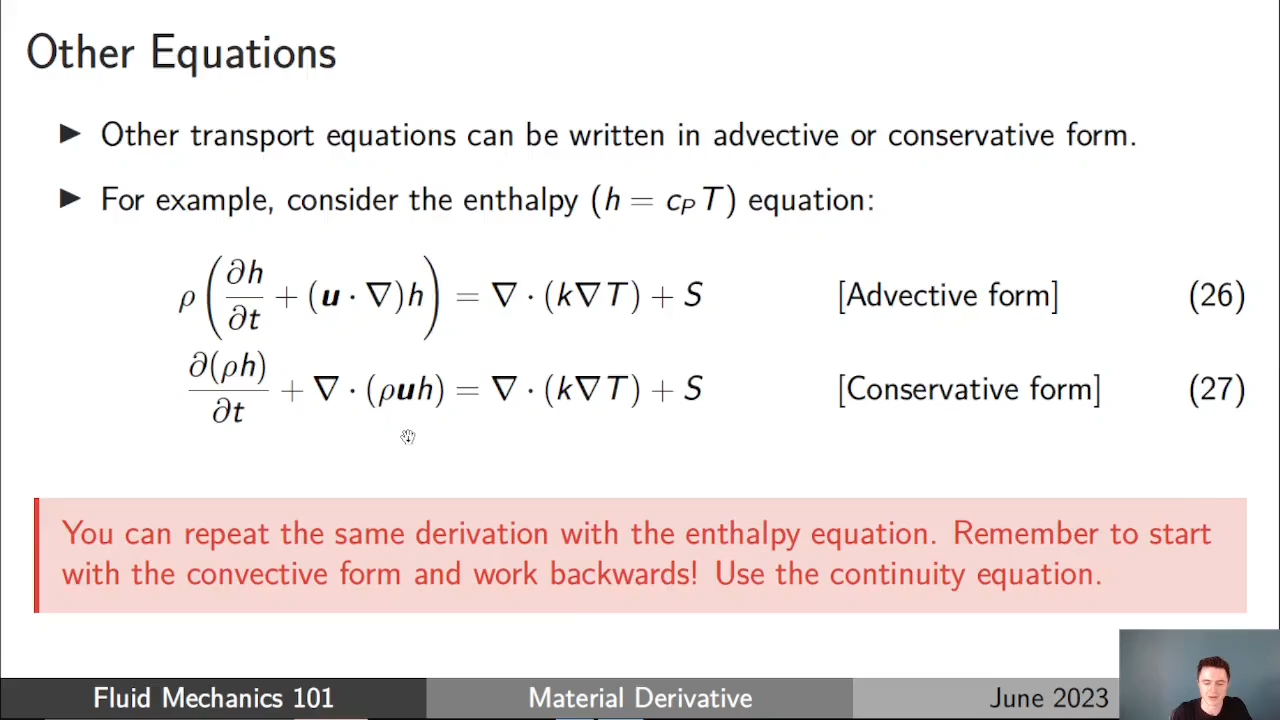 Other Equations
▶ Other transport equations can be written in advective or conservative form.
▶ For example, consider the enthalpy (h = c_P T) equation:
ρ(∂h/∂t + (u · ∇)h) = ∇ · (k∇T) + S [Advective form] (26)
∂(ρh)/∂t + ∇ · (ρuh) = ∇ · (k∇T) + S [Conservative form] (27)
You can repeat the same derivation with the enthalpy equation. Remember to start
with the convective form and work backwards! Use the continuity equation.
Fluid Mechanics 101 Material Derivative June 2023